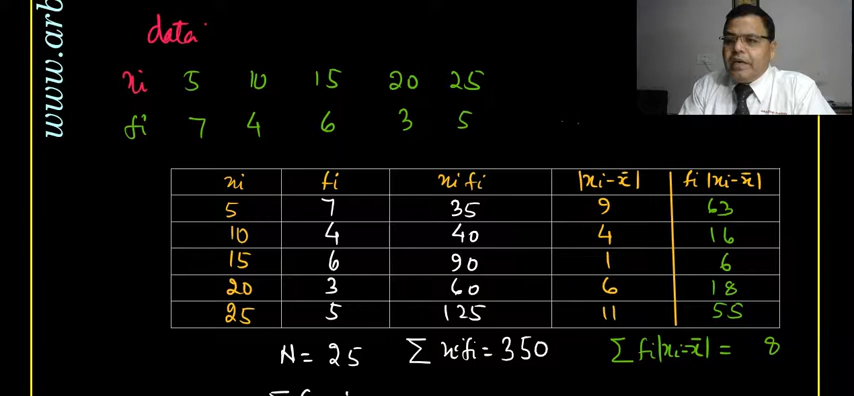 www.arb
data
xi 5 10 15 20 25
fi 7 4 6 3 5
xi fi xi fi |xi-x̄| fi |xi-x̄|
5 7 35 9 63
10 4 40 4 16
15 6 90 1 6
20 3 60 6 18
25 5 125 11 55
N = 25 ∑ xifi = 350 ∑ fi|xi-x̄| = 8